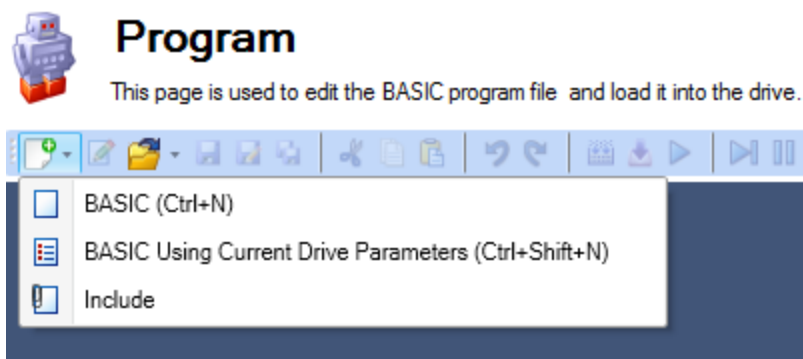 Program
This page is used to edit the BASIC program file and load it into the drive.
BASIC (Ctrl+N)
BASIC Using Current Drive Parameters (Ctrl+Shift+N)
Include